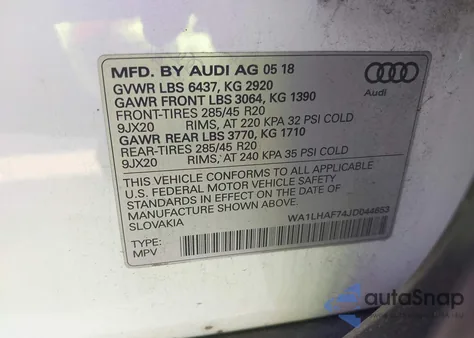 MFD. BY AUDI AG 05 18
GVWR LBS 6437, KG 2920
GAWR FRONT LBS 3064, KG 1390
FRONT-TIRES 285/45 R20
9JX20 RIMS, AT 220 KPA 32 PSI COLD
GAWR REAR LBS 3770, KG 1710
REAR-TIRES 285/45 R20
9JX20 RIMS, AT 240 KPA 35 PSI COLD
Audi
THIS VEHICLE CONFORMS TO ALL APPLICABLE
U.S. FEDERAL MOTOR VEHICLE SAFETY
STANDARDS IN EFFECT ON THE DATE OF
MANUFACTURE SHOWN ABOVE.
SLOVAKIA
WA1LHAF74JD044653
TYPE:
MPV
autoSnap